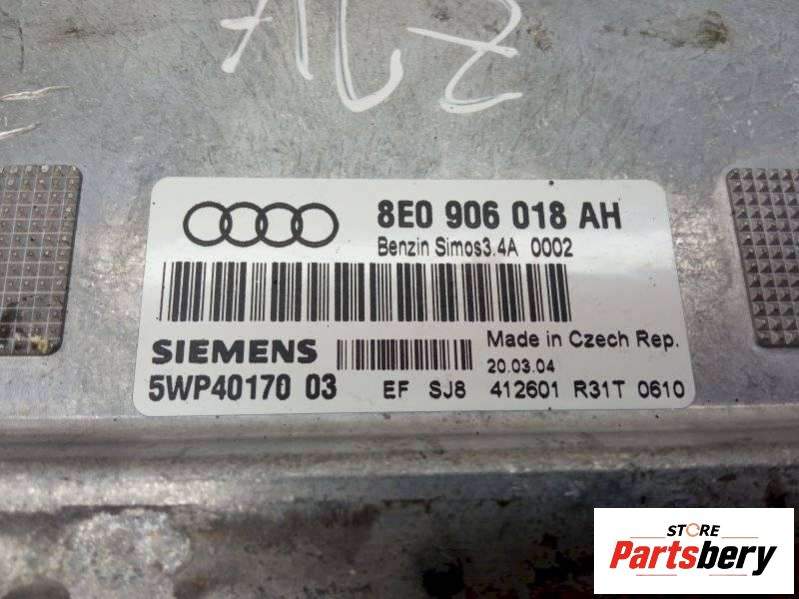 8E0 906 018 AH
Benzin Simos3.4A 0002
SIEMENS
Made in Czech Rep.
20.03.04
5WP40170 03 EF SJ8 412601 R31T 0610
STORE
Partsbery